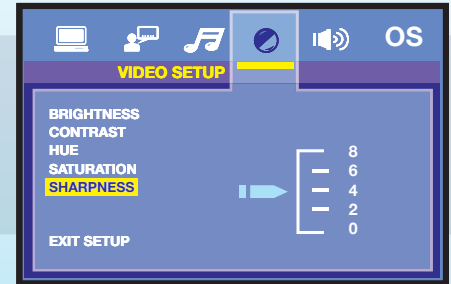 OS
VIDEO SETUP
BRIGHTNESS
CONTRAST
HUE
SATURATION
SHARPNESS
EXIT SETUP
8
6
4
2
0